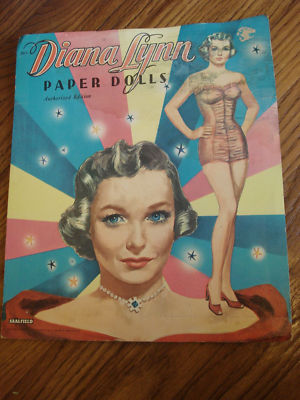 Diana Lynn
PAPER DOLLS
Authorized Edition
SAALFIELD